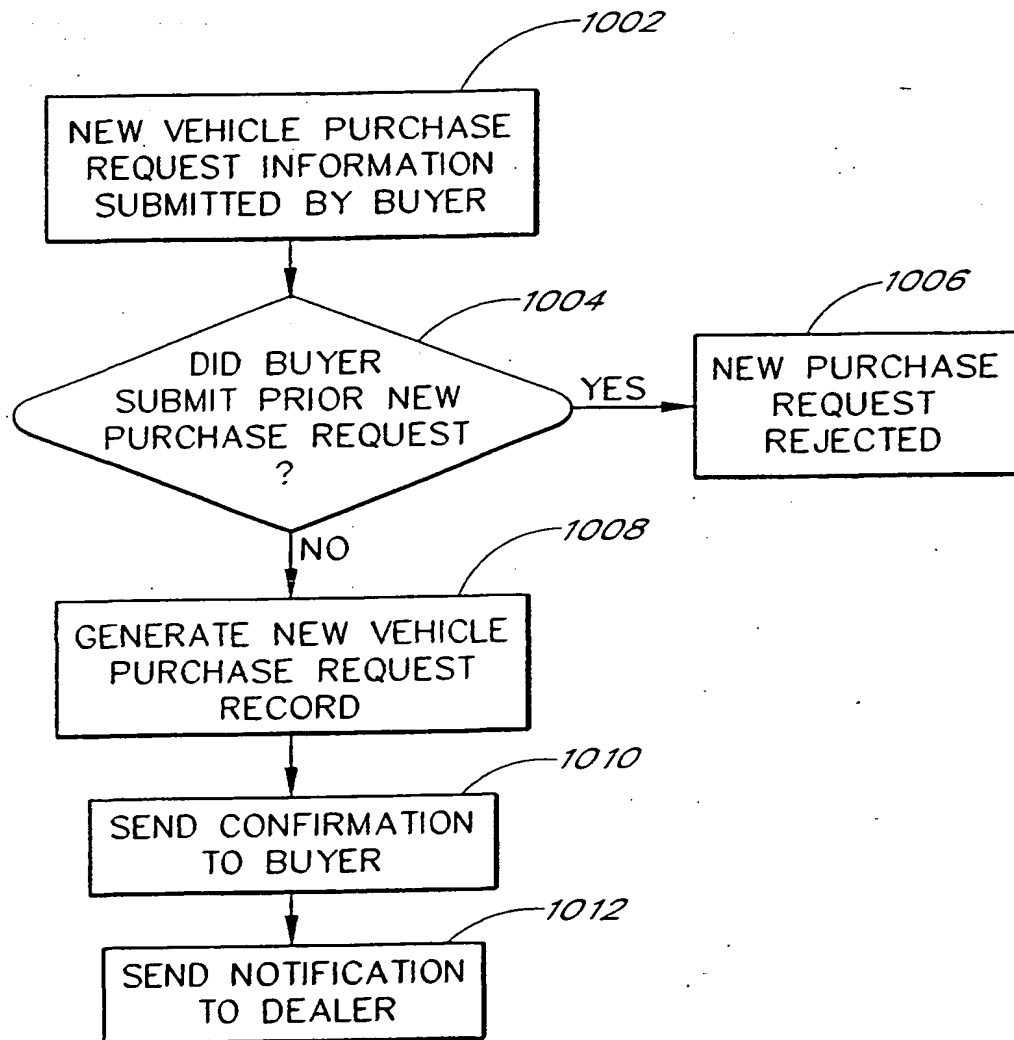 1002
NEW VEHICLE PURCHASE
REQUEST INFORMATION
SUBMITTED BY BUYER
1004
DID BUYER
SUBMIT PRIOR NEW
PURCHASE REQUEST
?
YES
1006
NEW PURCHASE
REQUEST
REJECTED
NO
1008
GENERATE NEW VEHICLE
PURCHASE REQUEST
RECORD
1010
SEND CONFIRMATION
TO BUYER
1012
SEND NOTIFICATION
TO DEALER